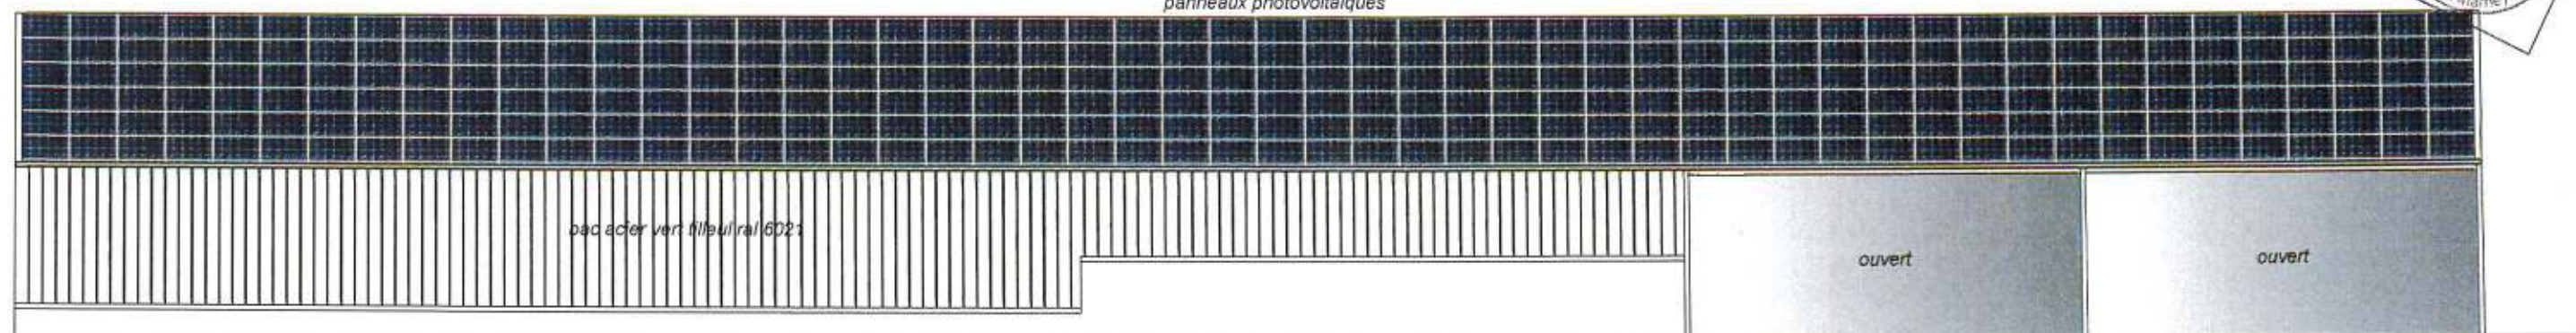 panneaux photovoltaïques
bac acier vert tilleul ral 6021
ouvert
ouvert